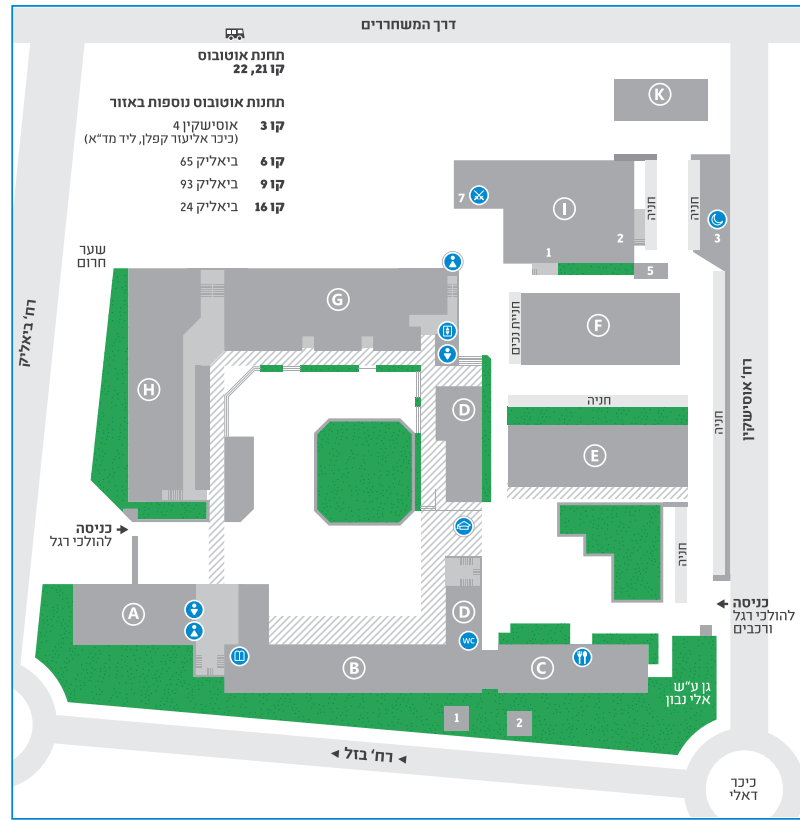 דרך המשחררים
תחנת אוטובוס
קו 21, 22
תחנות אוטובוס נוספות באזור
קו 3 אוסישקין 4
(כיכר אליעזר קפלן, ליד מד״א)
קו 6 ביאליק 65
קו 9 ביאליק 93
קו 16 ביאליק 24
K
I
7
1
2
3
5
חניה
חניה
שער
חרום
רח׳ ביאליק
G
H
F
חניית נכים
D
חניה
E
חניה
רח׳ אוסישקין
חניה
כניסה
להולכי רגל
A
D
WC
B
C
כניסה
להולכי רגל
ורכבים
גן ע״ש
אלי נבון
1
2
רח׳ בזל
כיכר
דאלי